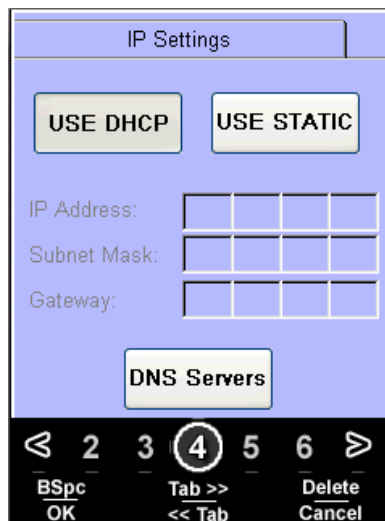 IP Settings
USE DHCP USE STATIC
IP Address:
Subnet Mask:
Gateway:
DNS Servers
< 2 3 4 5 6 >
BSpc Tab >> Delete
OK << Tab Cancel